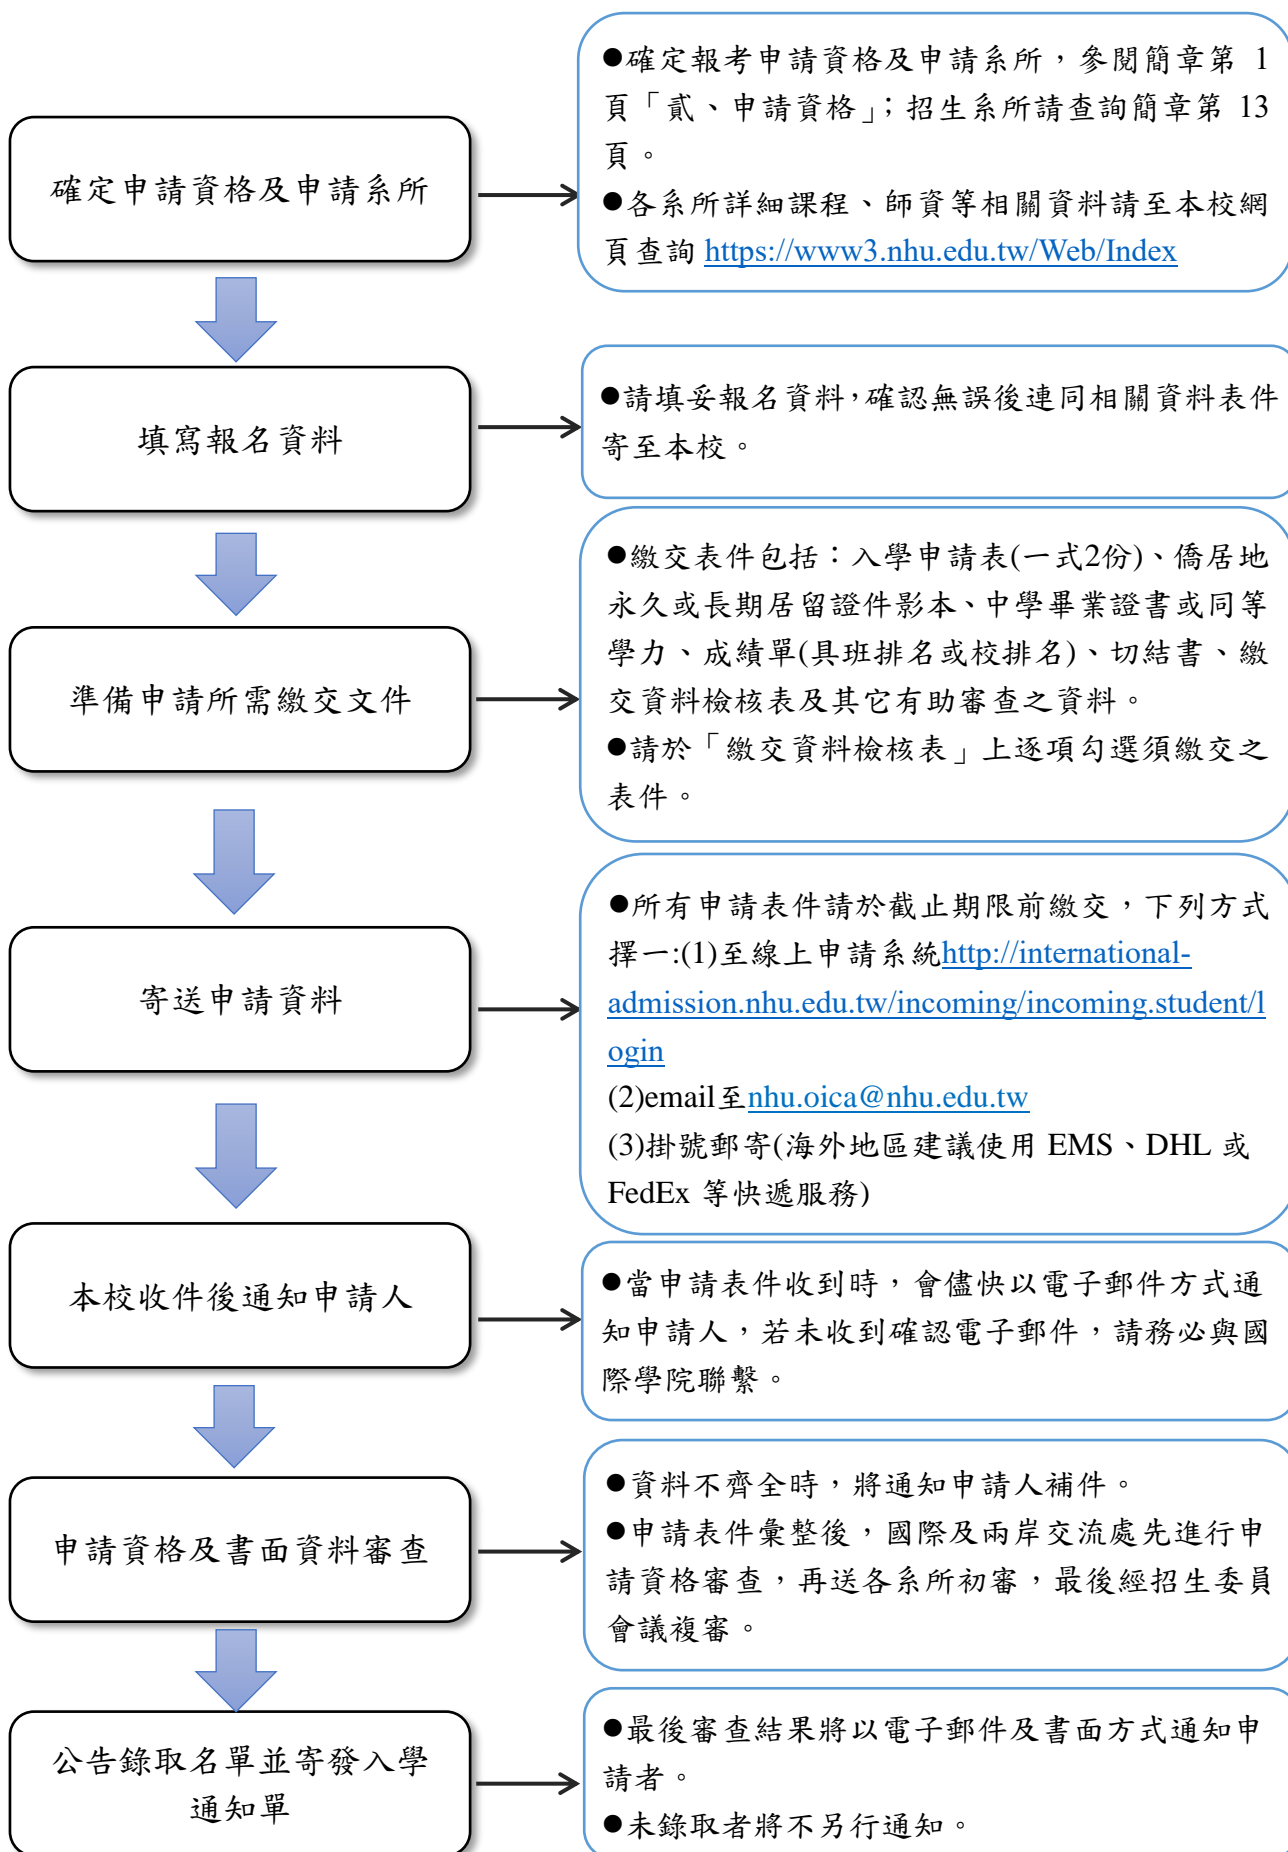 確定申請資格及申請系所
●確定報考申請資格及申請系所，參閱簡章第 1
頁「貳、申請資格」；招生系所請查詢簡章第 13
頁。
●各系所詳細課程、師資等相關資料請至本校網
頁查詢 https://www3.nhu.edu.tw/Web/Index
填寫報名資料
●請填妥報名資料，確認無誤後連同相關資料表件
寄至本校。
準備申請所需繳交文件
●繳交表件包括：入學申請表(一式2份)、僑居地
永久或長期居留證件影本、中學畢業證書或同等
學力、成績單(具班排名或校排名)、切結書、繳
交資料檢核表及其它有助審查之資料。
●請於「繳交資料檢核表」上逐項勾選須繳交之
表件。
寄送申請資料
●所有申請表件請於截止期限前繳交，下列方式
擇一:(1)至線上申請系統http://international-
admission.nhu.edu.tw/incoming/incoming.student/l
ogin
(2)email至nhu.oica@nhu.edu.tw
(3)掛號郵寄(海外地區建議使用 EMS、DHL 或
FedEx 等快遞服務)
本校收件後通知申請人
●當申請表件收到時，會儘快以電子郵件方式通
知申請人，若未收到確認電子郵件，請務必與國
際學院聯繫。
申請資格及書面資料審查
●資料不齊全時，將通知申請人補件。
●申請表件彙整後，國際及兩岸交流處先進行申
請資格審查，再送各系所初審，最後經招生委員
會議複審。
公告錄取名單並寄發入學
通知單
●最後審查結果將以電子郵件及書面方式通知申
請者。
●未錄取者將不另行通知。